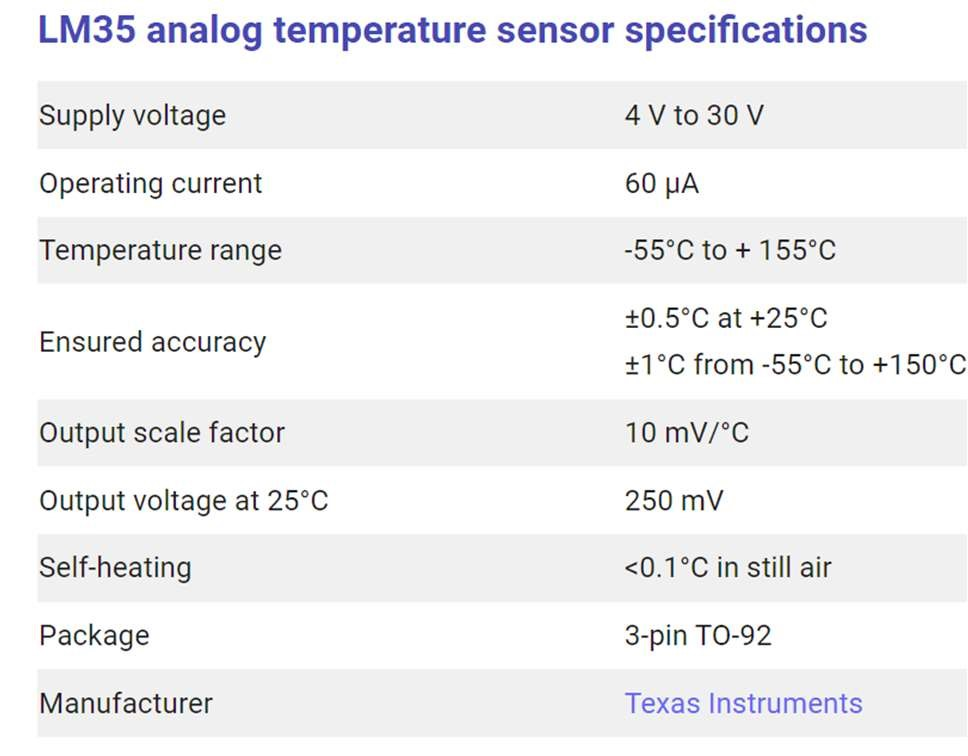 LM35 analog temperature sensor specifications
Supply voltage 4 V to 30 V
Operating current 60 μA
Temperature range -55°C to + 155°C
Ensured accuracy ±0.5°C at +25°C
±1°C from -55°C to +150°C
Output scale factor 10 mV/°C
Output voltage at 25°C 250 mV
Self-heating <0.1°C in still air
Package 3-pin TO-92
Manufacturer Texas Instruments